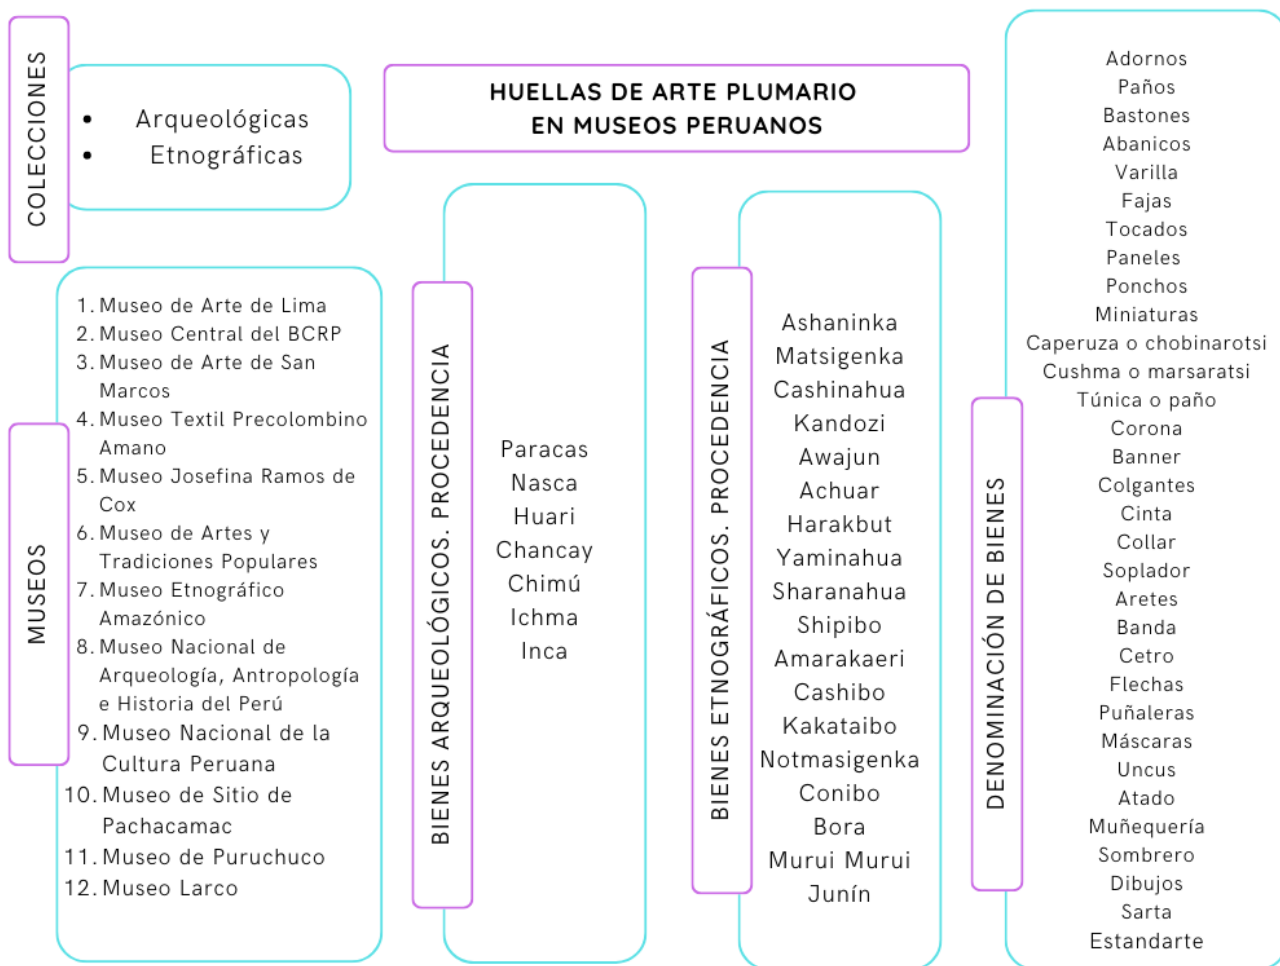 HUELLAS DE ARTE PLUMARIO
EN MUSEOS PERUANOS
COLECCIONES
• Arqueológicas
• Etnográficas
MUSEOS
1. Museo de Arte de Lima
2. Museo Central del BCRP
3. Museo de Arte de San
Marcos
4. Museo Textil Precolombino
Amano
5. Museo Josefina Ramos de
Cox
6. Museo de Artes y
Tradiciones Populares
7. Museo Etnográfico
Amazónico
8. Museo Nacional de
Arqueología, Antropología
e Historia del Perú
9. Museo Nacional de la
Cultura Peruana
10. Museo de Sitio de
Pachacamac
11. Museo de Puruchuco
12. Museo Larco
BIENES ARQUEOLÓGICOS. PROCEDENCIA
Paracas
Nasca
Huari
Chancay
Chimú
Ichma
Inca
BIENES ETNOGRÁFICOS. PROCEDENCIA
Ashaninka
Matsigenka
Cashinahua
Kandozi
Awajun
Achuar
Harakbut
Yaminahua
Sharanahua
Shipibo
Amarakaeri
Cashibo
Kakataibo
Notmasigenka
Conibo
Bora
Murui Murui
Junín
DENOMINACIÓN DE BIENES
Adornos
Paños
Bastones
Abanicos
Varilla
Fajas
Tocados
Paneles
Ponchos
Miniaturas
Caperuza o chobinarotsi
Cushma o marsaratsi
Túnica o paño
Corona
Banner
Colgantes
Cinta
Collar
Soplador
Aretes
Banda
Cetro
Flechas
Puñaleras
Máscaras
Uncus
Atado
Muñequería
Sombrero
Dibujos
Sarta
Estandarte